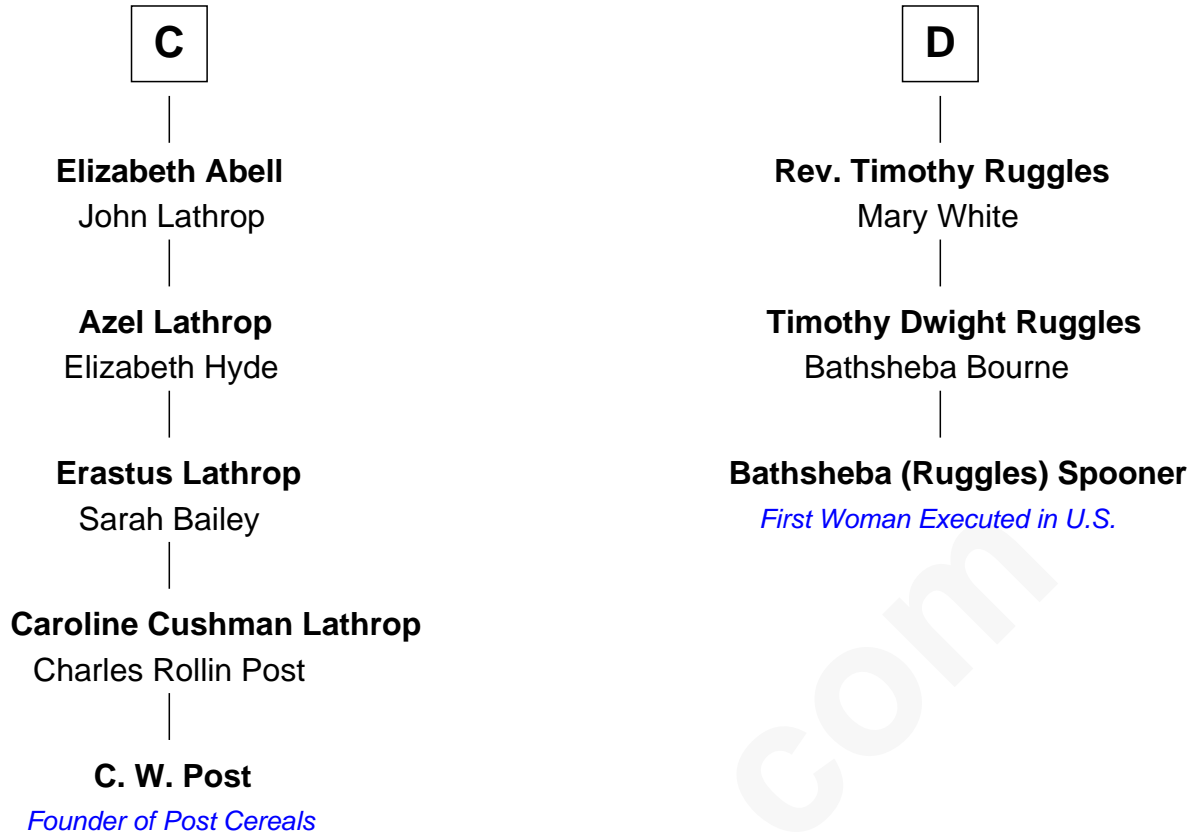 C
Elizabeth Abell
John Lathrop
Azel Lathrop
Elizabeth Hyde
Erastus Lathrop
Sarah Bailey
Caroline Cushman Lathrop
Charles Rollin Post
C. W. Post
Founder of Post Cereals
D
Rev. Timothy Ruggles
Mary White
Timothy Dwight Ruggles
Bathsheba Bourne
Bathsheba (Ruggles) Spooner
First Woman Executed in U.S.
com